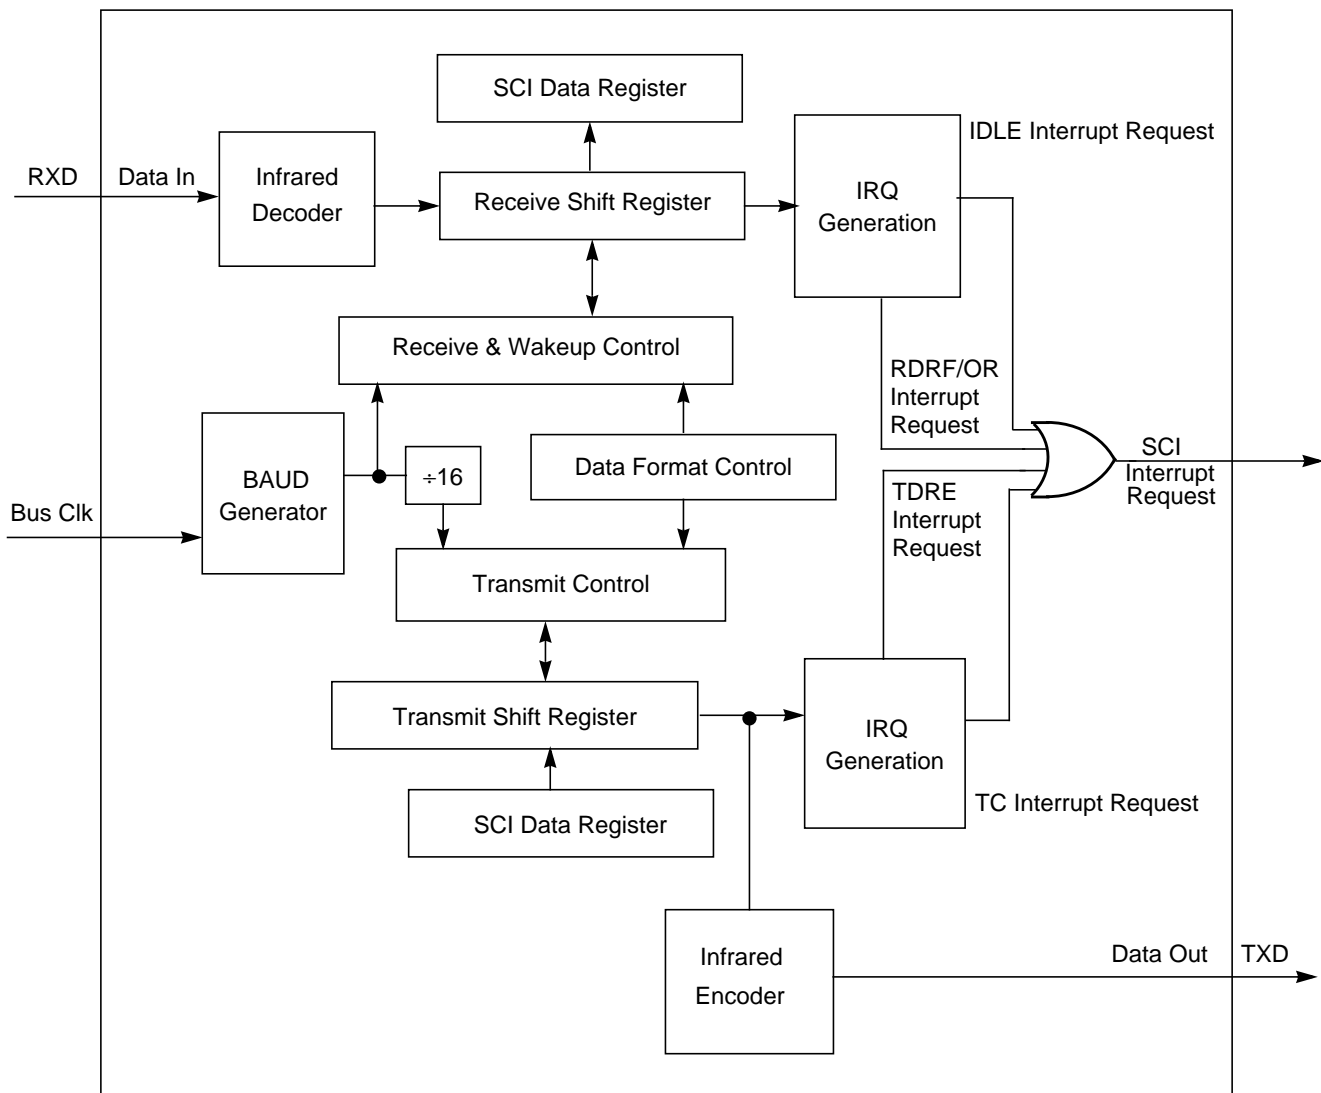 SCI Data Register
IDLE Interrupt Request
RXD
Data In
Infrared
Decoder
Receive Shift Register
IRQ
Generation
Receive & Wakeup Control
RDRF/OR
Interrupt
Request
BAUD
Generator
÷16
Data Format Control
SCI
Interrupt
Request
Bus Clk
TDRE
Interrupt
Request
Transmit Control
Transmit Shift Register
IRQ
Generation
SCI Data Register
TC Interrupt Request
Infrared
Encoder
Data Out
TXD